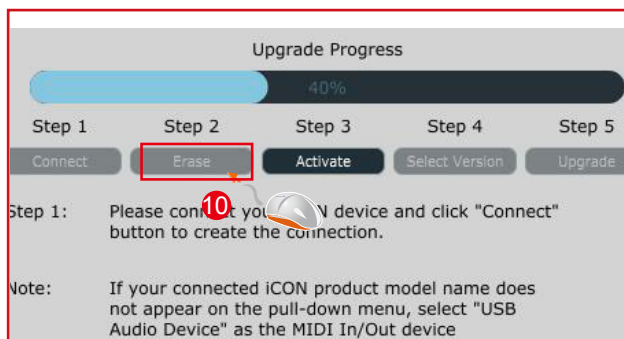 Upgrade Progress
40%
Step 1 Step 2 Step 3 Step 4 Step 5
Connect Erase Activate Select Version Upgrade
10
Step 1: Please connect device and click "Connect"
button to create the connection.
Note: If your connected iCON product model name does
not appear on the pull-down menu, select "USB
Audio Device" as the MIDI In/Out device